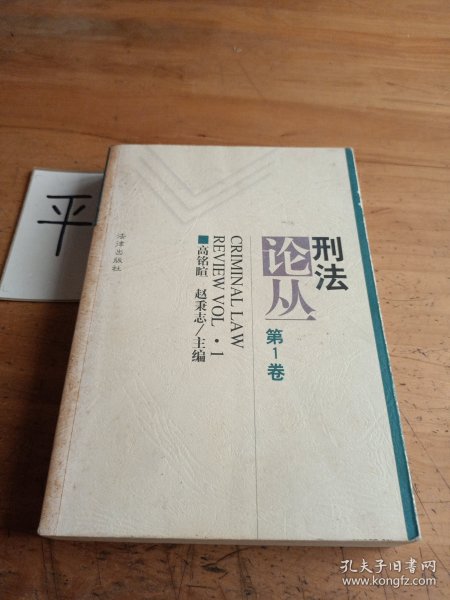 刑法
论丛
第1卷
CRIMINAL LAW
REVIEW VOL·1
■高铭暄 赵秉志/主编
法律出版社
平
孔夫子旧书网
www.kongfz.com